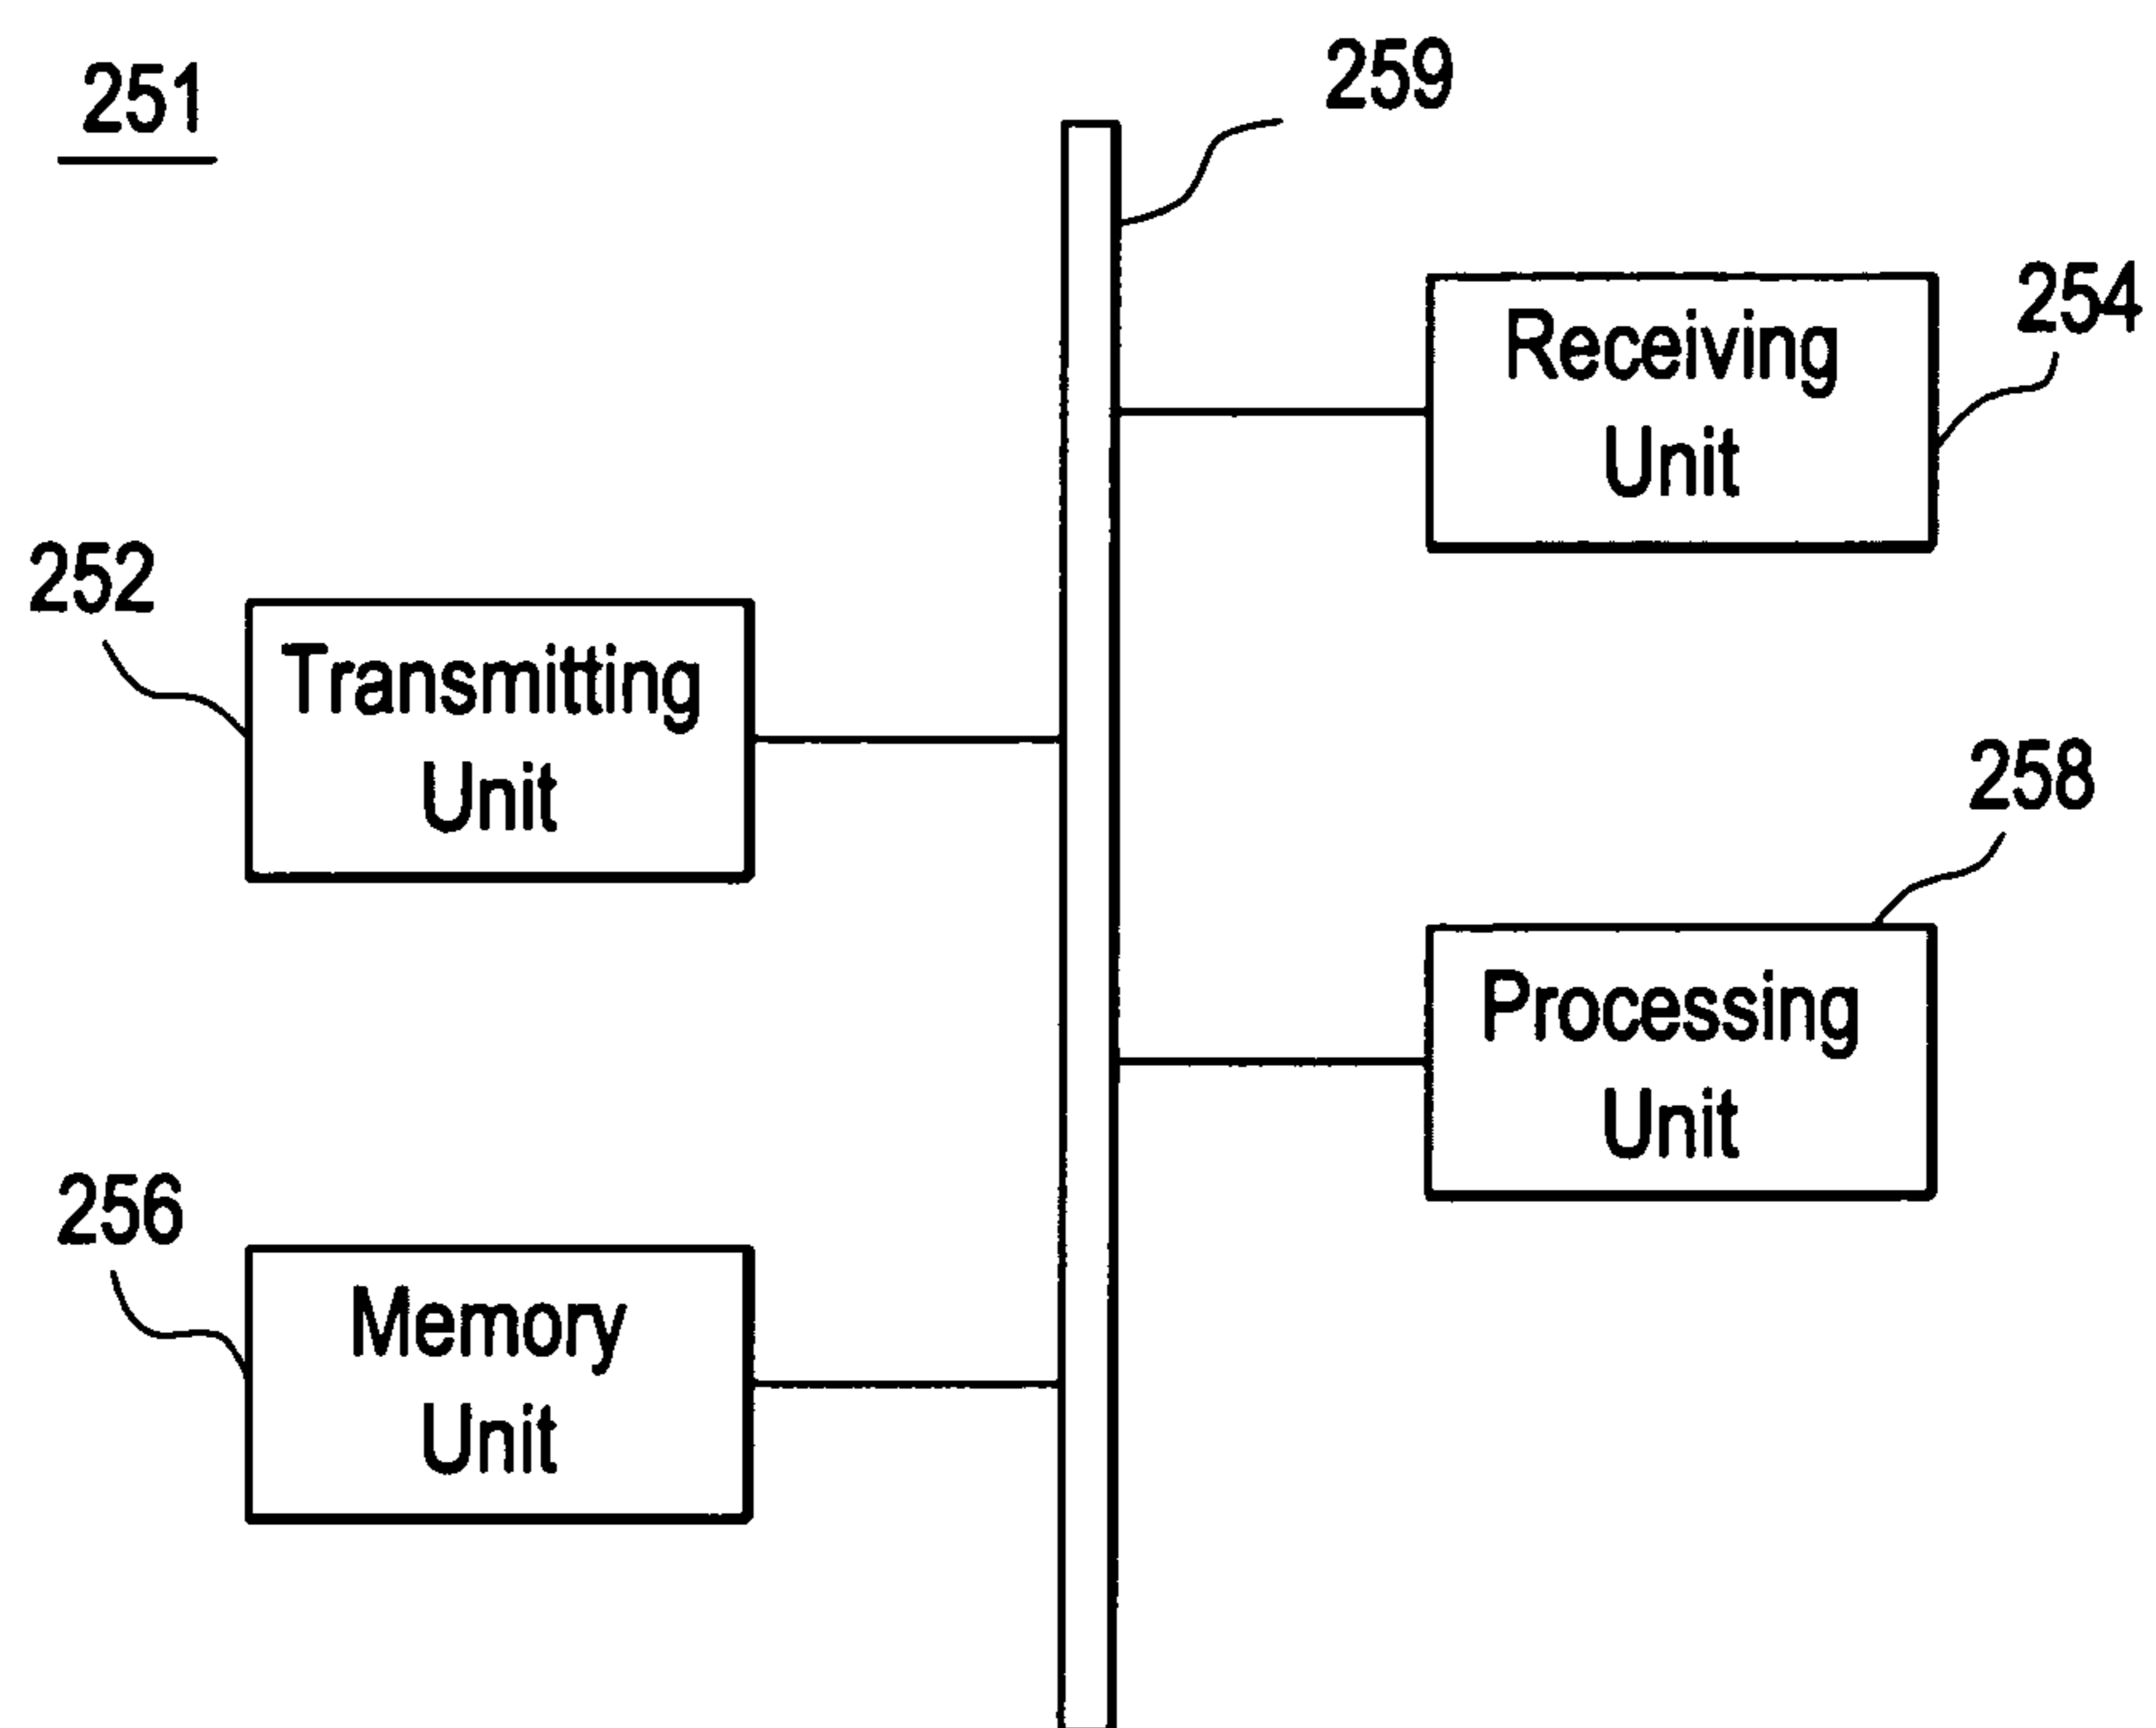 251
259
254
Receiving
Unit
252
Transmitting
Unit
258
Processing
Unit
256
Memory
Unit